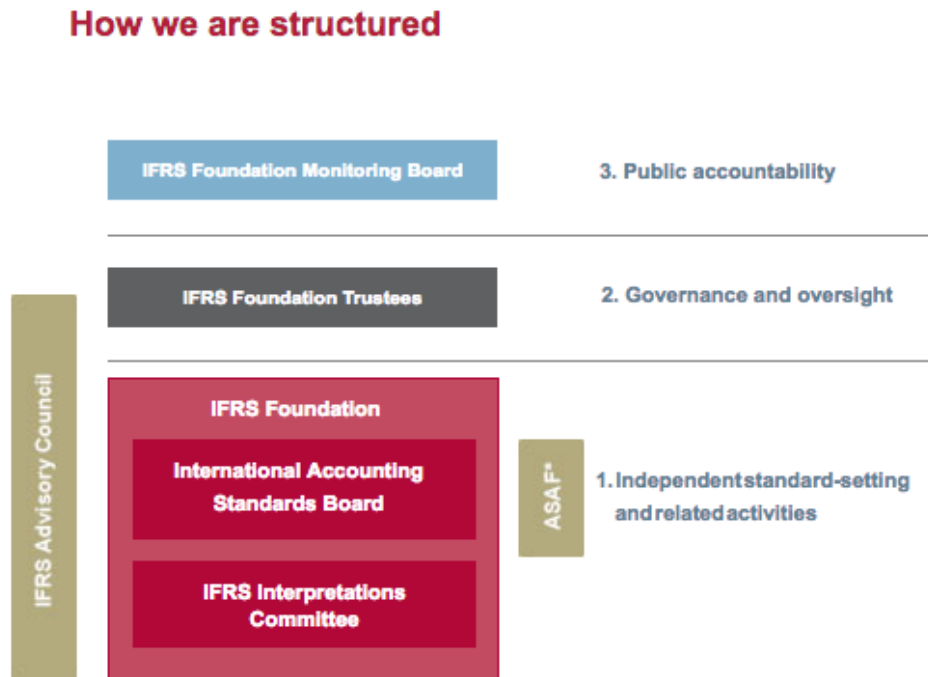 How we are structured
IFRS Foundation Monitoring Board
3. Public accountability
IFRS Foundation Trustees
2. Governance and oversight
IFRS Advisory Council
IFRS Foundation
International Accounting
Standards Board
IFRS Interpretations
Committee
ASAF*
1. Independent standard-setting
and related activities